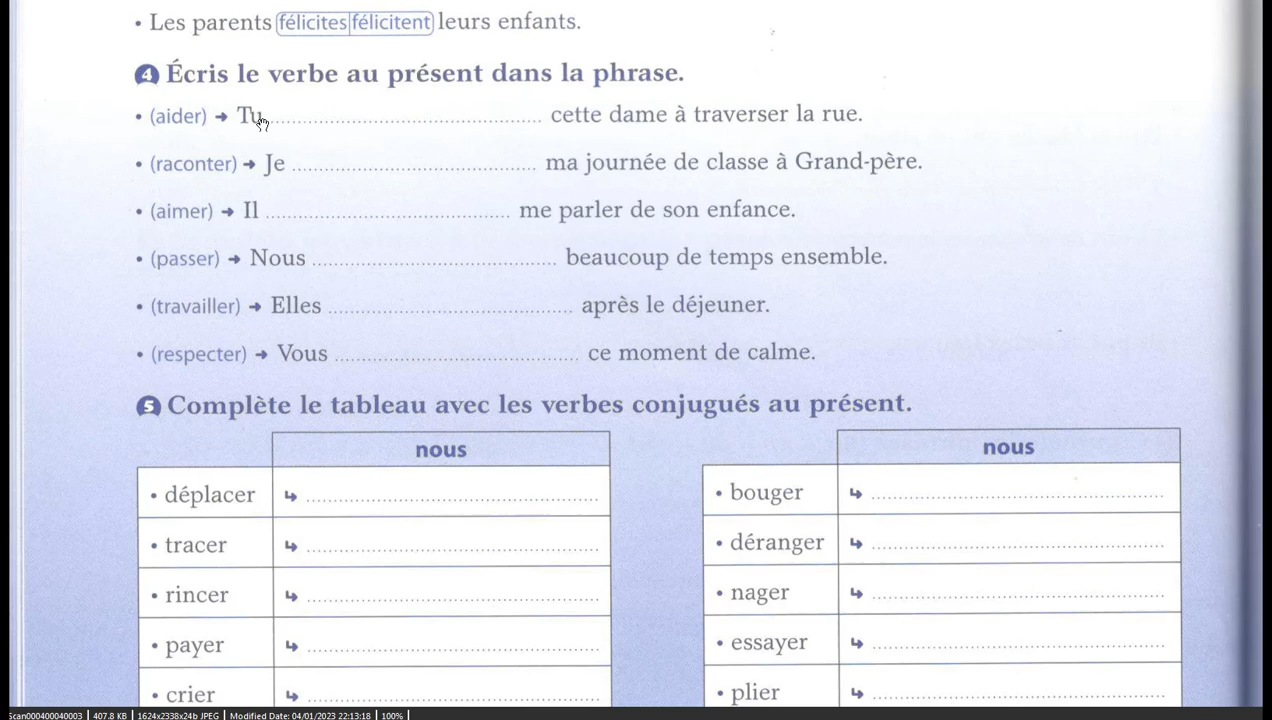 • Les parents félicites félicitent leurs enfants.
4 Écris le verbe au présent dans la phrase.
• (aider) ➜ Tu ........................................ cette dame à traverser la rue.
• (raconter) ➜ Je ........................................ ma journée de classe à Grand-père.
• (aimer) ➜ Il ........................................ me parler de son enfance.
• (passer) ➜ Nous ........................................ beaucoup de temps ensemble.
• (travailler) ➜ Elles ........................................ après le déjeuner.
• (respecter) ➜ Vous ........................................ ce moment de calme.
5 Complète le tableau avec les verbes conjugués au présent.
nous
• déplacer ↳ ........................................
• tracer ↳ ........................................
• rincer ↳ ........................................
• payer ↳ ........................................
• crier ↳ ........................................
nous
• bouger ↳ ........................................
• déranger ↳ ........................................
• nager ↳ ........................................
• essayer ↳ ........................................
• plier ↳ ........................................
Scan000400040003 | 407.8 KB | 1624x2338x24b JPEG | Modified Date: 04/01/2023 22:13:18 | 100%